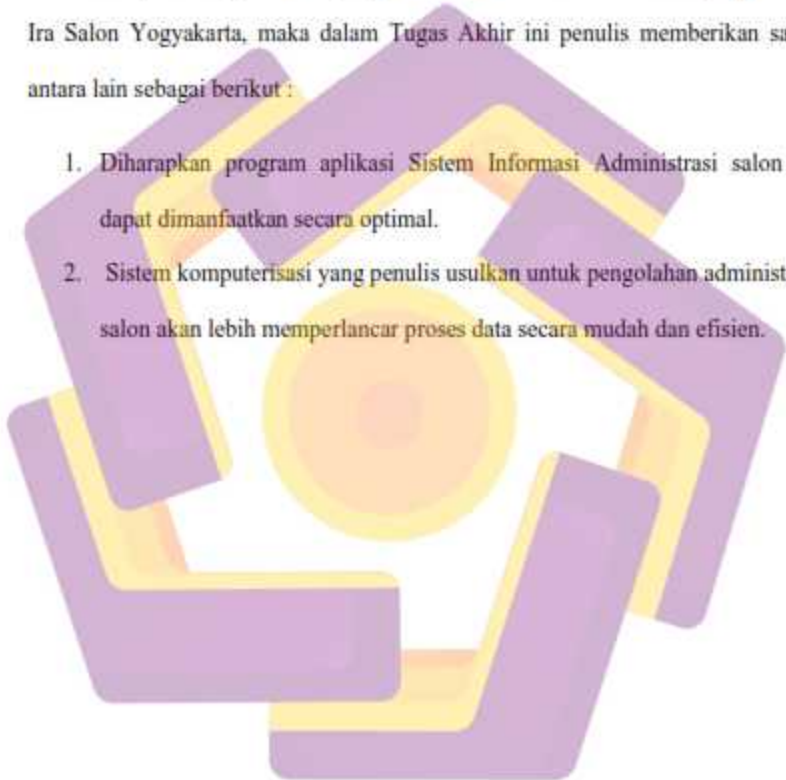 Ira Salon Yogyakarta, maka dalam Tugas Akhir ini penulis memberikan
antara lain sebagai berikut :
1. Diharapkan program aplikasi Sistem Informasi Administrasi salon
dapat dimanfaatkan secara optimal.
2. Sistem komputerisasi yang penulis usulkan untuk pengolahan
salon akan lebih memperlancar proses data secara mudah dan efisien.